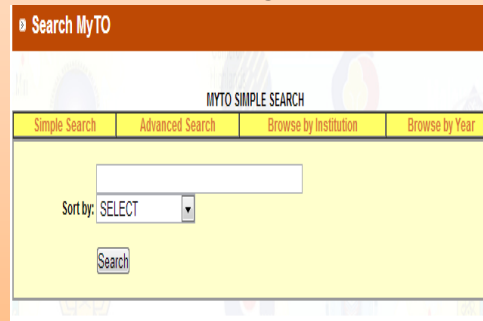 Search MyTO
MYTO SIMPLE SEARCH
Simple Search Advanced Search Browse by Institution Browse by Year
Sort by: SELECT
Search